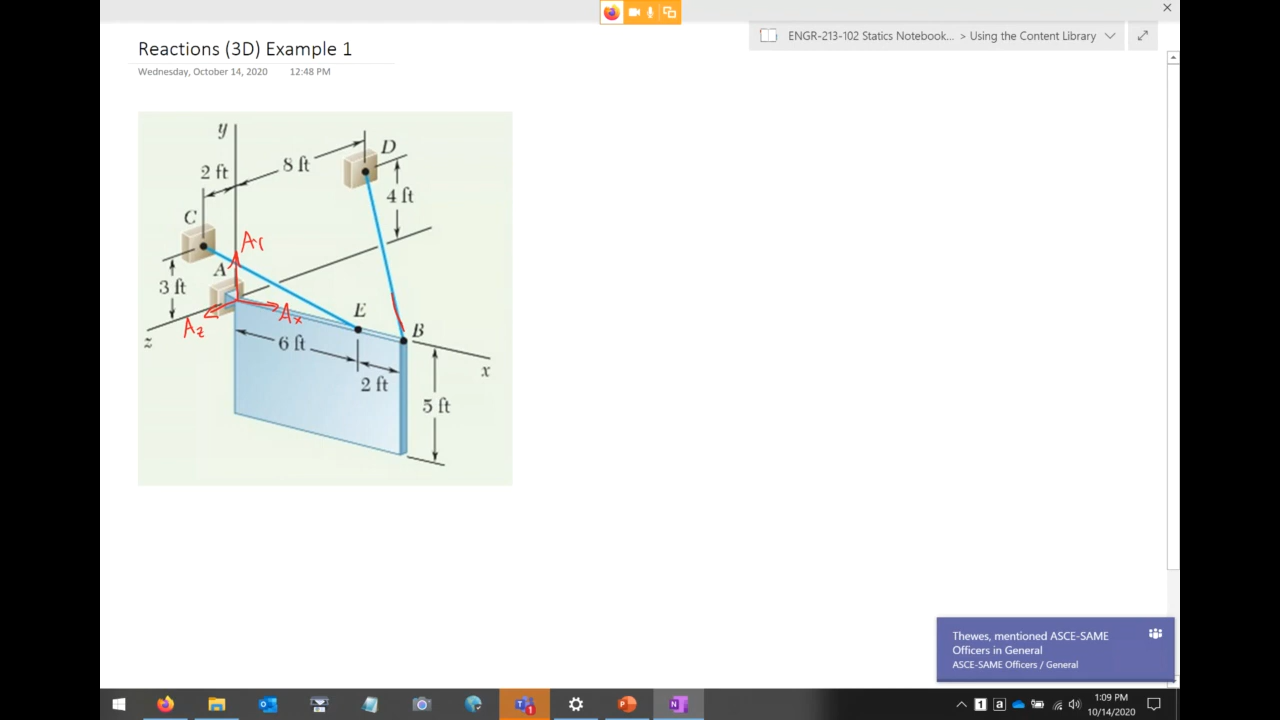 ENGR-213-102 Statics Notebook... > Using the Content Library
Reactions (3D) Example 1
Wednesday, October 14, 2020 12:48 PM
y
D
2 ft
8 ft
4 ft
C
A
3 ft
E
B
z
6 ft
x
2 ft
5 ft
Ax
Az
Thewes, mentioned ASCE-SAME
Officers in General
ASCE-SAME Officers / General
1
1
a
1:09 PM
10/14/2020